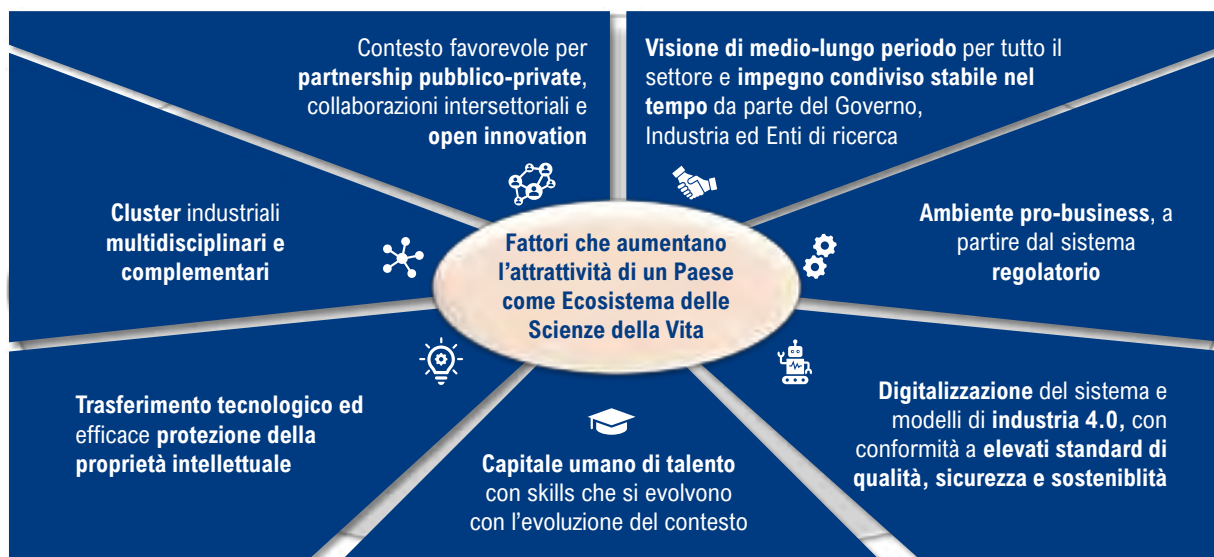 Contesto favorevole per
partnership pubblico-private,
collaborazioni intersettoriali e
open innovation
Visione di medio-lungo periodo per tutto il
settore e impegno condiviso stabile nel
tempo da parte del Governo,
Industria ed Enti di ricerca
Cluster industriali
multidisciplinari e
complementari
Fattori che aumentano
l’attrattività di un Paese
come Ecosistema delle
Scienze della Vita
Ambiente pro-business, a
partire dal sistema
regolatorio
Trasferimento tecnologico ed
efficace protezione della
proprietà intellettuale
Capitale umano di talento
con skills che si evolvono
con l’evoluzione del contesto
Digitalizzazione del sistema e
modelli di industria 4.0, con
conformità a elevati standard di
qualità, sicurezza e sosteniblità